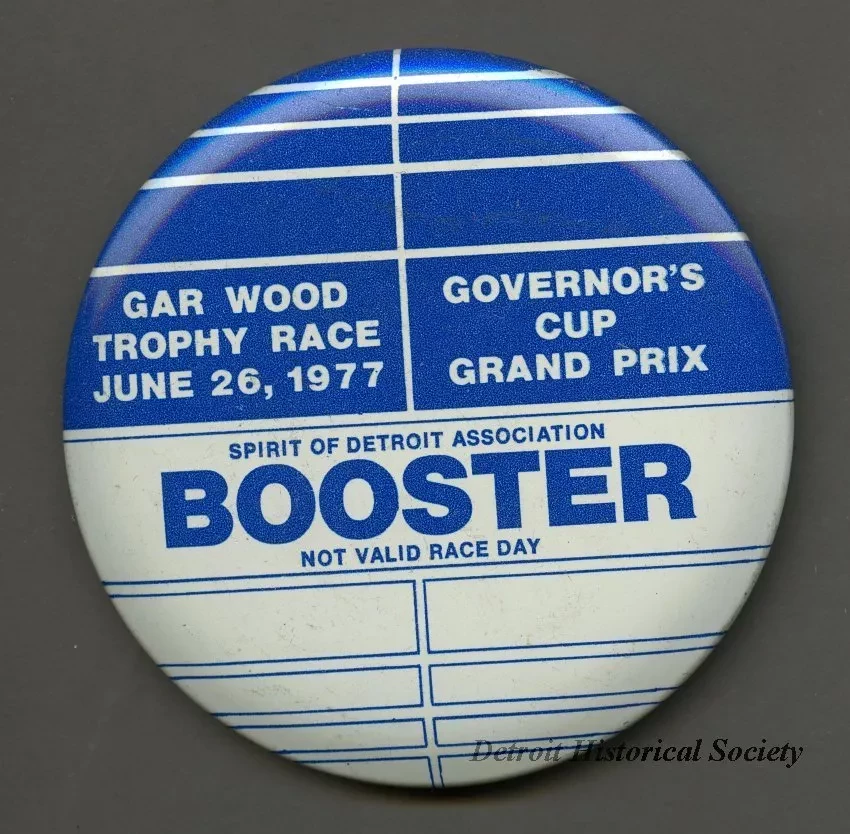 GAR WOOD
TROPHY RACE
JUNE 26, 1977
GOVERNOR'S
CUP
GRAND PRIX
SPIRIT OF DETROIT ASSOCIATION
BOOSTER
NOT VALID RACE DAY
Detroit Historical Society